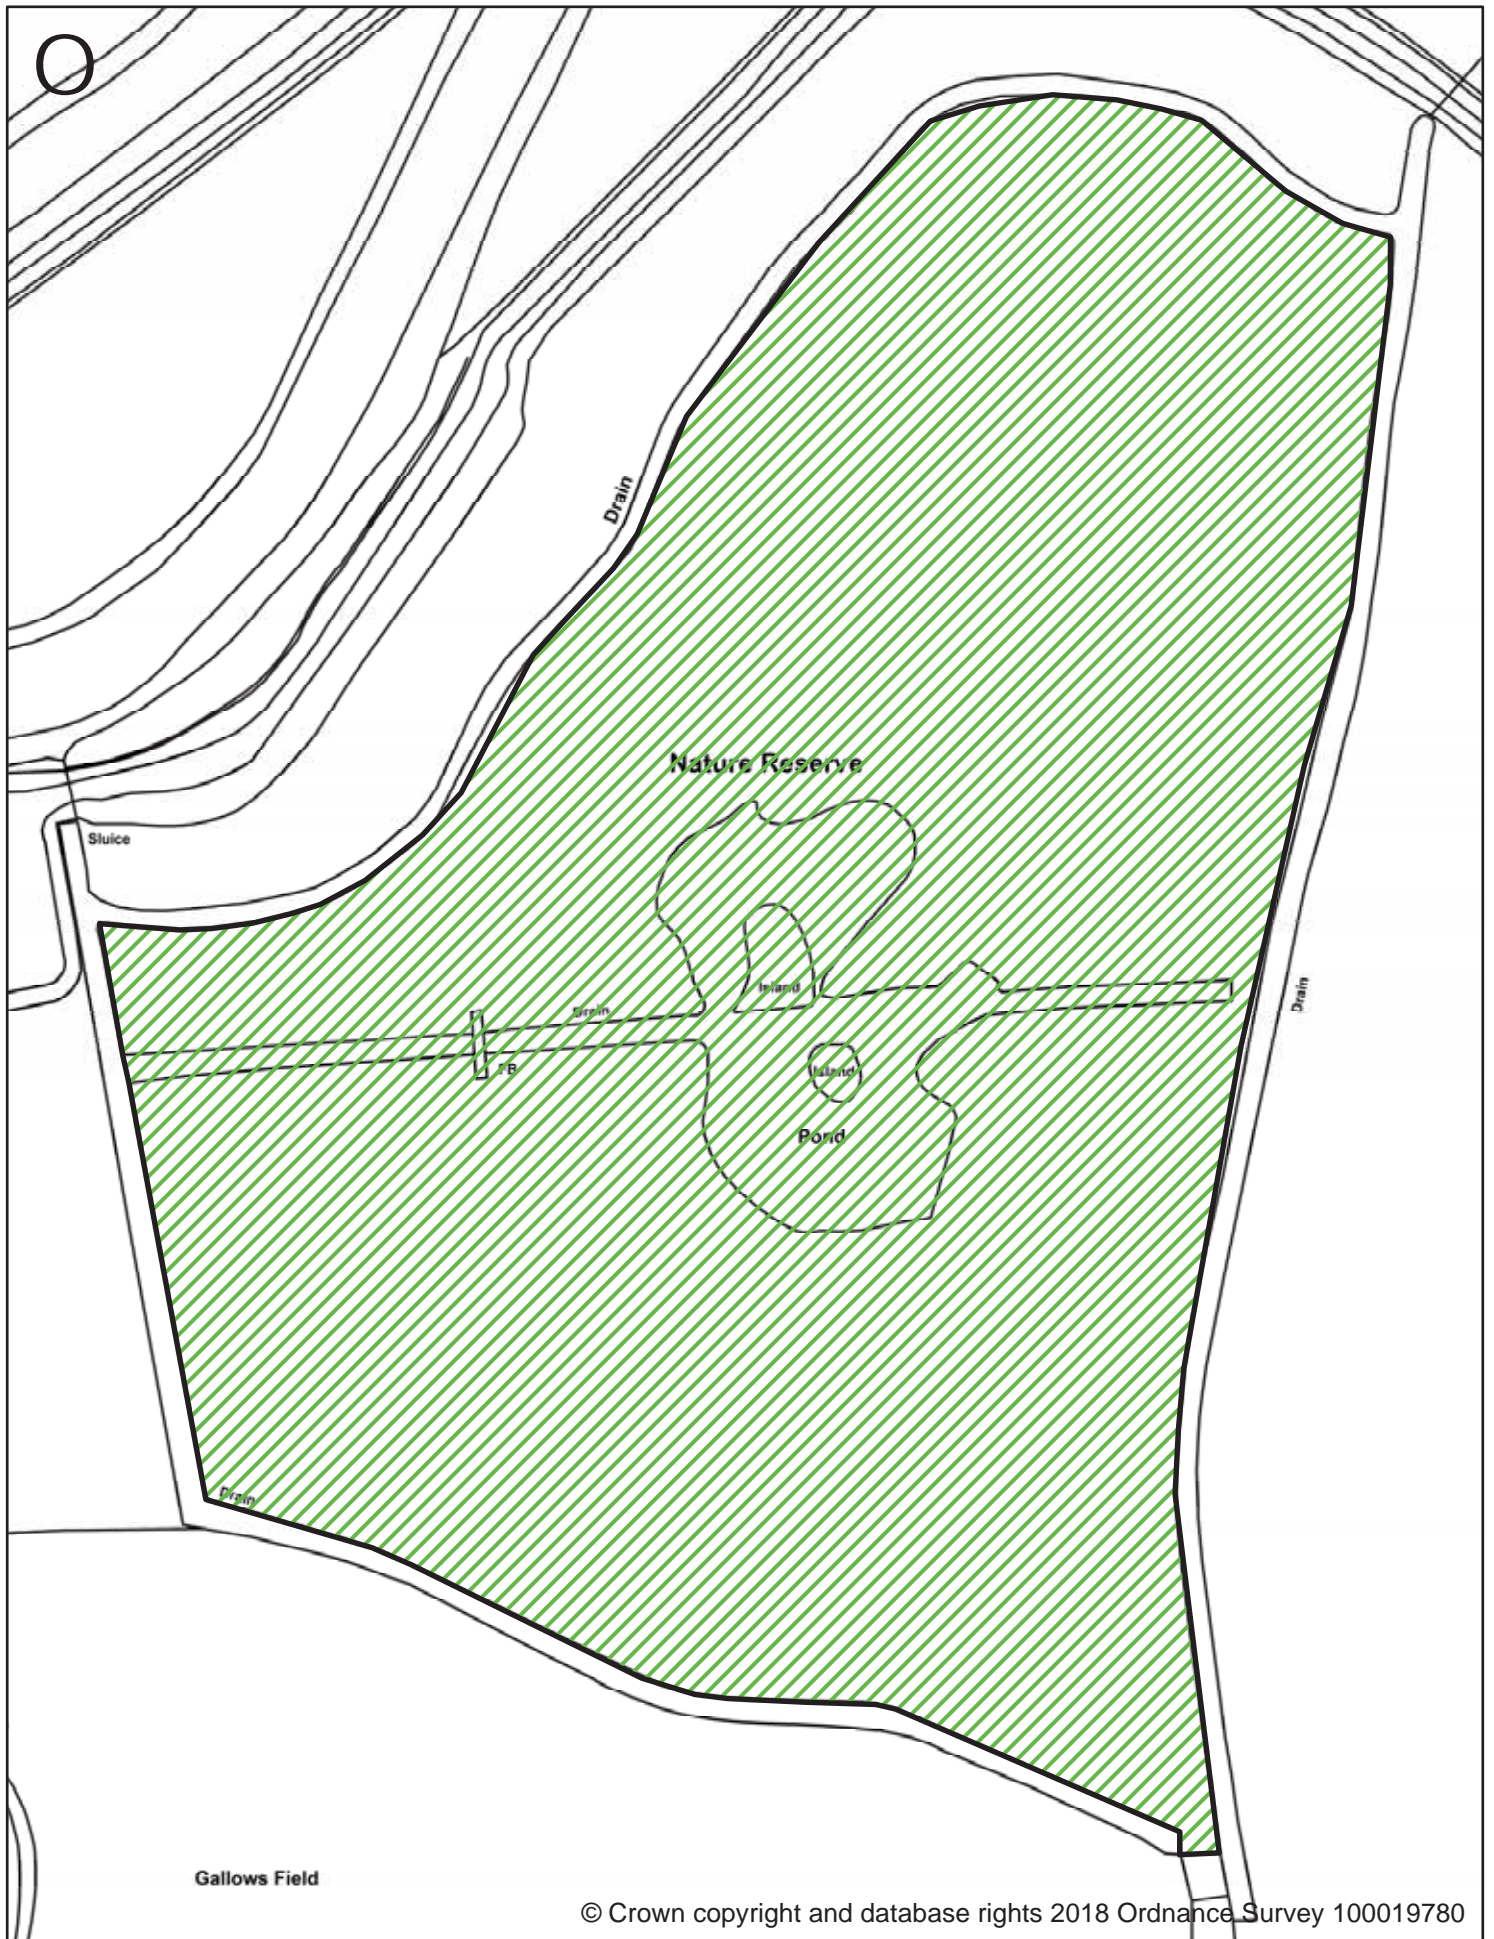 O
Drain
Nature Reserve
Sluice
Island
Drain
Drain
FB
Island
Pond
Drain
Gallows Field
© Crown copyright and database rights 2018 Ordnance Survey 100019780